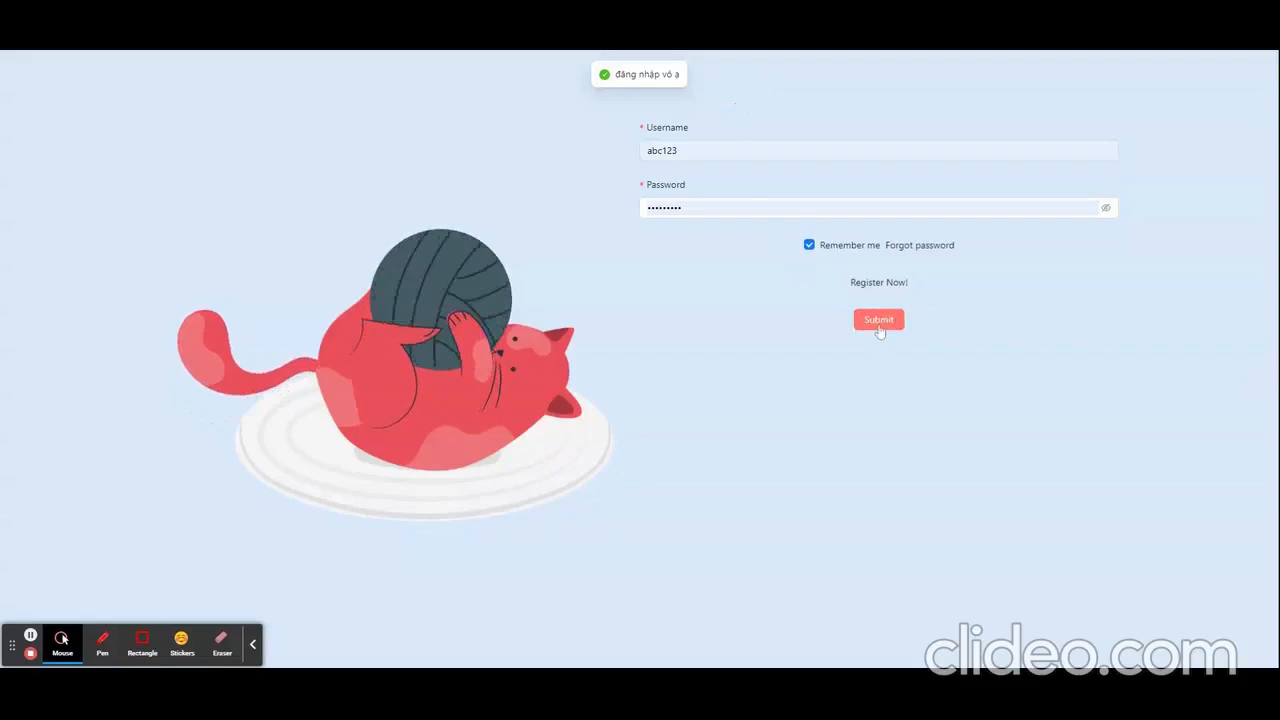 đăng nhập vô ạ
* Username
abc123
* Password
•••••••••
Remember me Forgot password
Register Now!
Submit
Mouse
Pen
Rectangle
Stickers
Eraser
clideo.com